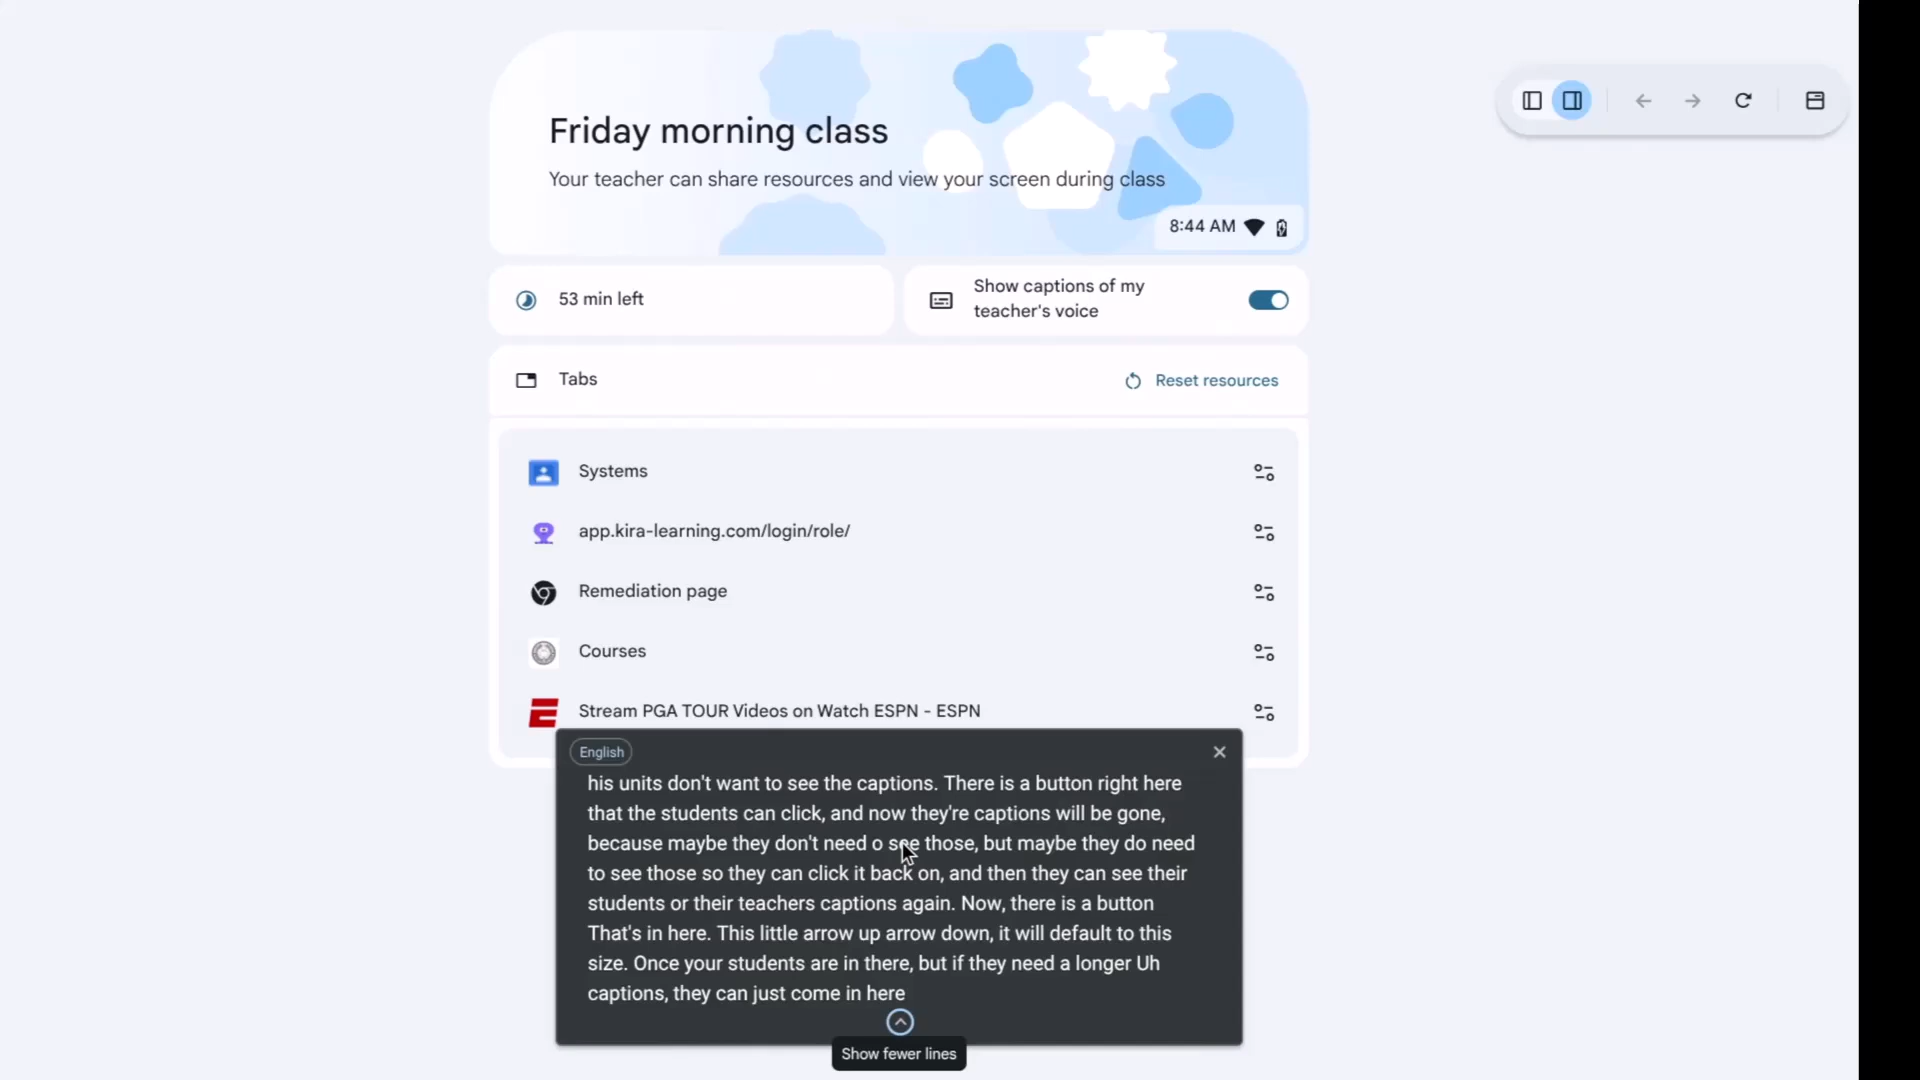 Friday morning class
Your teacher can share resources and view your screen during class
8:44 AM
53 min left
Show captions of my
teacher's voice
Tabs
Reset resources
Systems
app.kira-learning.com/login/role/
Remediation page
Courses
Stream PGA TOUR Videos on Watch ESPN - ESPN
English
his units don't want to see the captions. There is a button right here
that the students can click, and now they're captions will be gone,
because maybe they don't need o see those, but maybe they do need
to see those so they can click it back on, and then they can see their
students or their teachers captions again. Now, there is a button
That's in here. This little arrow up arrow down, it will default to this
size. Once your students are in there, but if they need a longer Uh
captions, they can just come in here
Show fewer lines